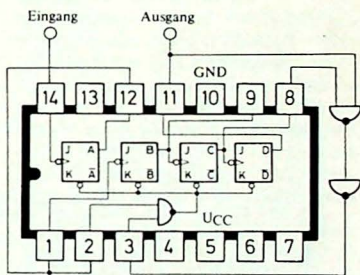 Eingang Ausgang
GND
14 13 12 11 10 9 8
J A J B J C J D
K A̅ K B̅ K C̅ K D̅
UCC
1 2 3 4 5 6 7